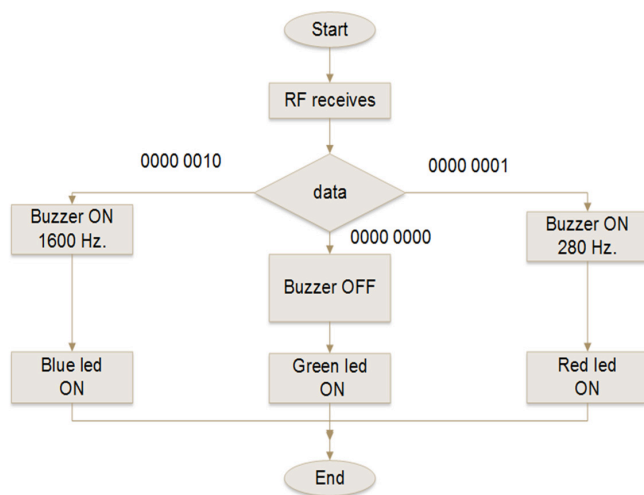 Start
RF receives
0000 0010
0000 0001
data
Buzzer ON
1600 Hz.
0000 0000
Buzzer OFF
Buzzer ON
280 Hz.
Blue led
ON
Green led
ON
Red led
ON
End